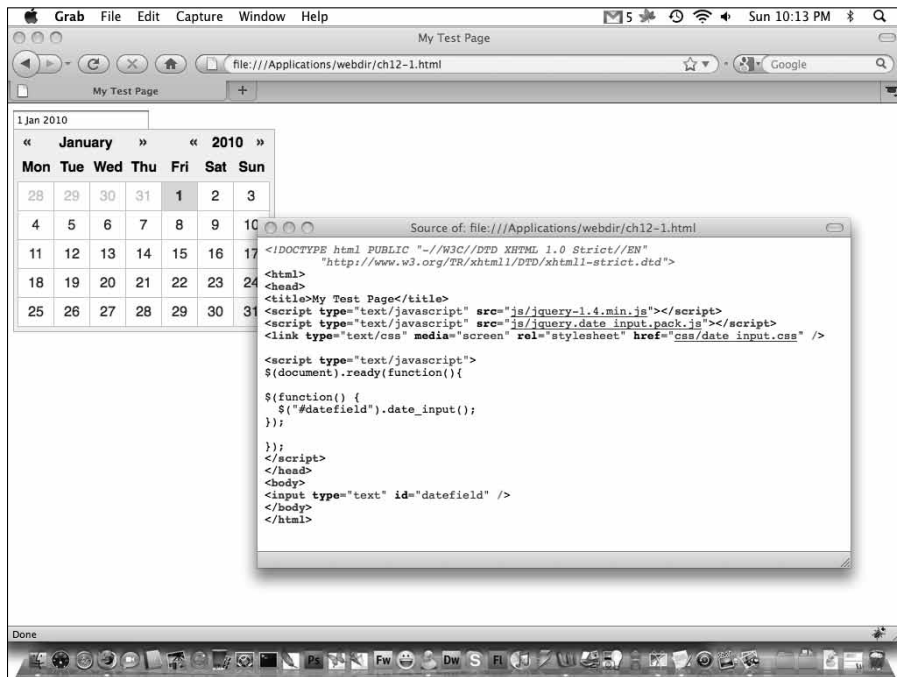 Grab File Edit Capture Window Help 5 Sun 10:13 PM
My Test Page
file:///Applications/webdir/ch12-1.html Google
My Test Page +
1 Jan 2010
« January » « 2010 »
Mon Tue Wed Thu Fri Sat Sun
28 29 30 31 1 2 3
4 5 6 7 8 9 10
11 12 13 14 15 16 17
18 19 20 21 22 23 24
25 26 27 28 29 30 31
Source of: file:///Applications/webdir/ch12-1.html
<!DOCTYPE html PUBLIC "-//W3C//DTD XHTML 1.0 Strict//EN"
"http://www.w3.org/TR/xhtml1/DTD/xhtml1-strict.dtd">
<html>
<head>
<title>My Test Page</title>
<script type="text/javascript" src="js/jquery-1.4.min.js"></script>
<script type="text/javascript" src="js/jquery.date_input.pack.js"></script>
<link type="text/css" media="screen" rel="stylesheet" href="css/date_input.css" />
<script type="text/javascript">
$(document).ready(function(){
$(function() {
$("#datefield").date_input();
});
});
</script>
</head>
<body>
<input type="text" id="datefield" />
</body>
</html>
Done
Ps Fw Dw S Fl